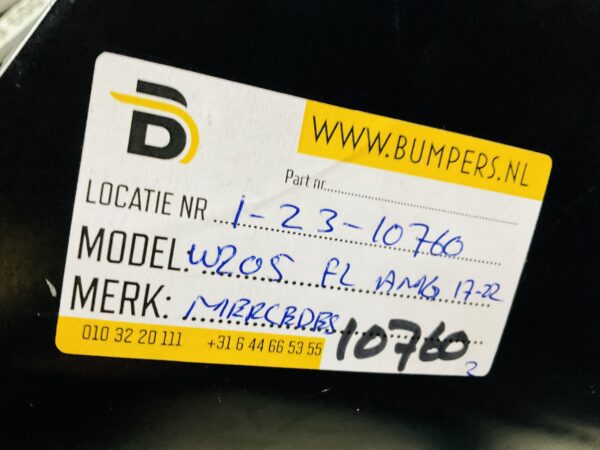 WWW.BUMPERS.NL
Part nr
LOCATIE NR 1-23-10760
MODEL: W205 FL AMG 17-22
MERK: MERCEDES
10760
010 32 20 111 +31 6 44 66 53 55
2